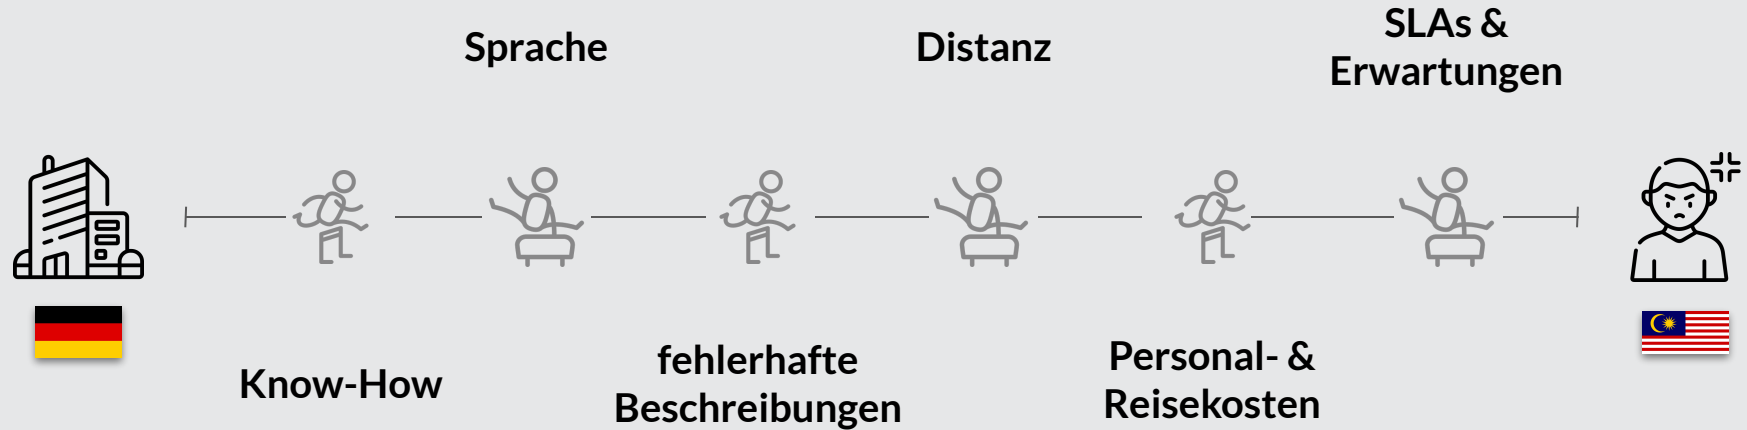 Sprache
Distanz
SLAs &
Erwartungen
Know-How
fehlerhafte
Beschreibungen
Personal- &
Reisekosten